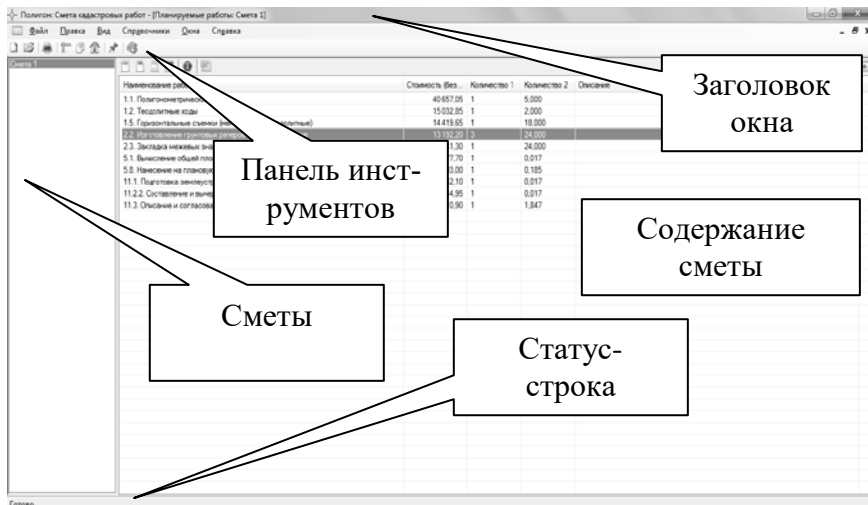 Полигон: Смета кадастровых работ - [Планируемые работы: Смета 1]
Файл Правка Вид Справочники Окна Справка
Смета 1
Наименование Стоимость (без... Количество 1 Количество 2 Описание
1.1. Полигонометрическ 40 657,05 1 5,000
1.2. Теодолитные ходы 15 032,85 1 2,000
1.5. Горизонтальные съемки 14 419,65 1 18,000
2.2. Изготовление грунтовых реперов 13 192,20 3 24,000
2.3. Закладка межевых зна 1,30 1 24,000
5.1. Вычисление общей пло 7,70 1 0,017
5.8. Нанесение на планову 3,00 1 0,185
11.1. Подготовка землеуст 2,10 1 0,017
11.2.2. Составление и выче 4,95 1 0,017
11.3. Описание и согласова 0,90 1 1,847
Заголовок
окна
Панель инст-
рументов
Содержание
сметы
Сметы
Статус-
строка
Готово